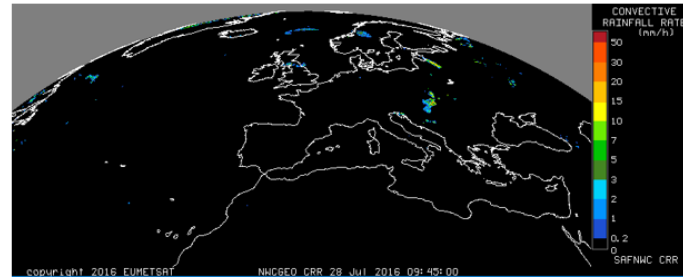 CONVECTIVE
RAINFALL RATE
(mm/h)
50
30
20
15
10
7
5
3
2
1
0.2
0
SAFNWC CRR
copyright 2016 EUMETSAT NWCGEO CRR 28 Jul 2016 09:45:00